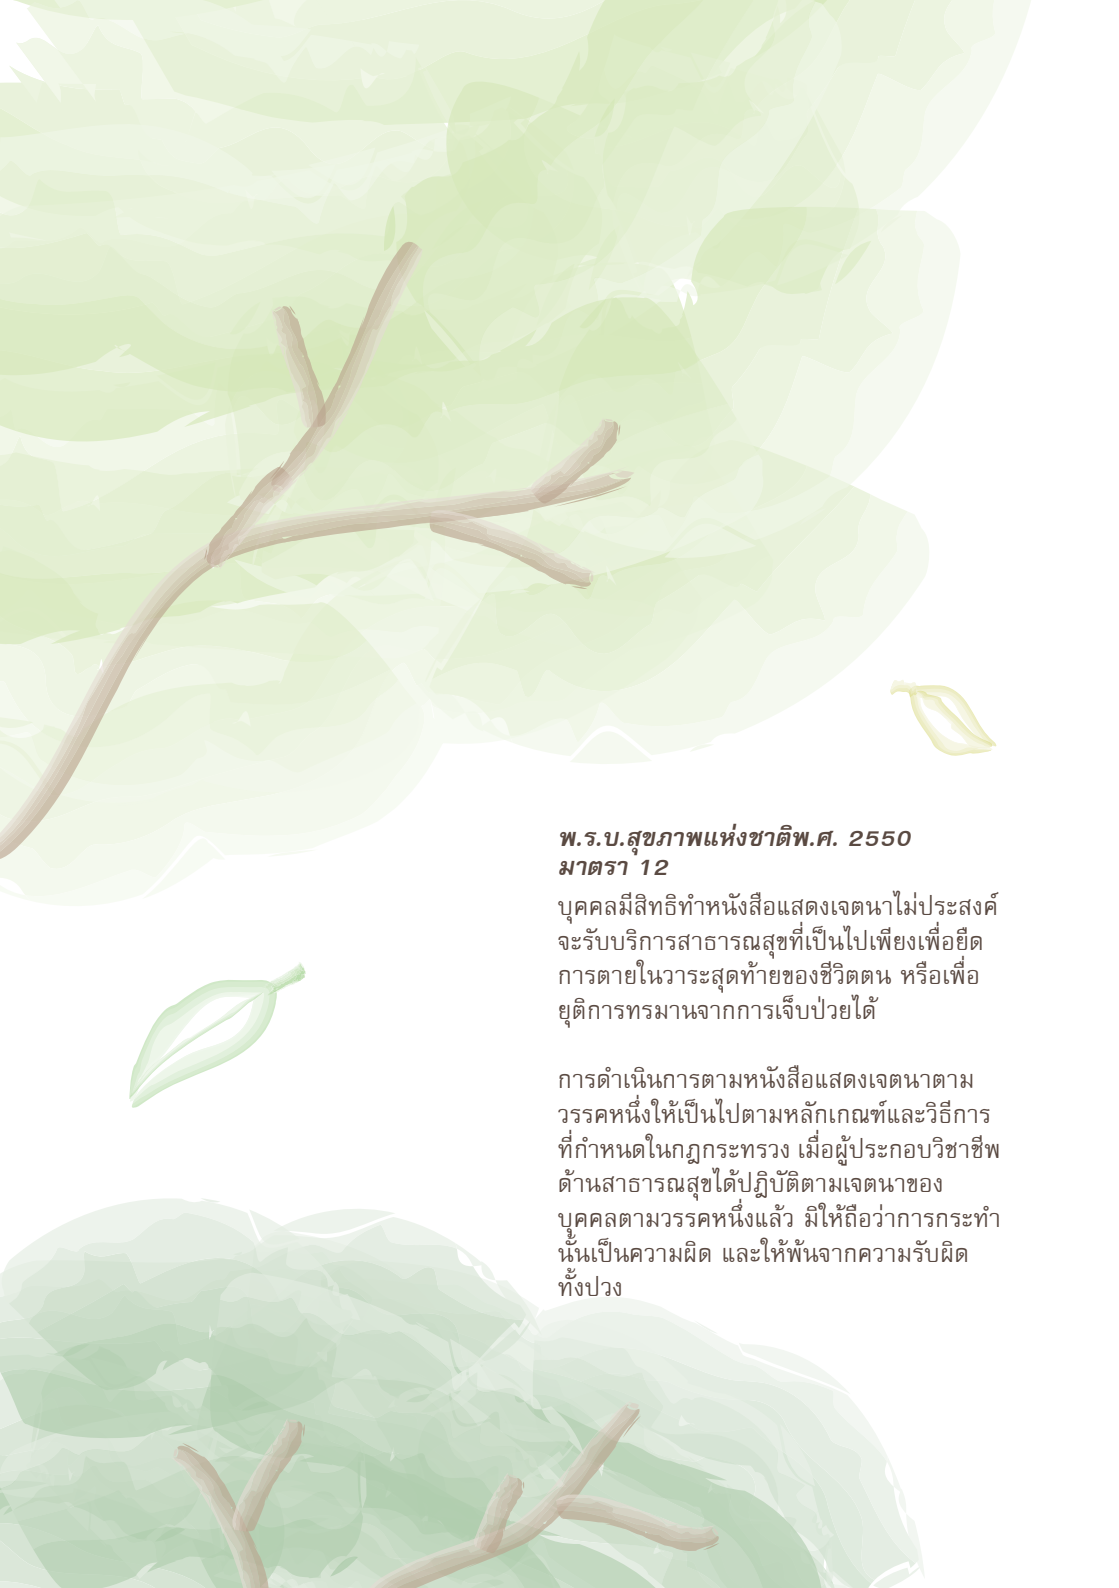 พ.ร.บ.สุขภาพแห่งชาติพ.ศ. 2550
มาตรา 12
บุคคลมีสิทธิทำหนังสือแสดงเจตนาไม่ประสงค์
จะรับบริการสาธารณสุขที่เป็นไปเพียงเพื่อยืด
การตายในวาระสุดท้ายของชีวิตตน หรือเพื่อ
ยุติการทรมานจากการเจ็บป่วยได้
การดำเนินการตามหนังสือแสดงเจตนาตาม
วรรคหนึ่งให้เป็นไปตามหลักเกณฑ์และวิธีการ
ที่กำหนดในกฎกระทรวง เมื่อผู้ประกอบวิชาชีพ
ด้านสาธารณสุขได้ปฎิบัติตามเจตนาของ
บุคคลตามวรรคหนึ่งแล้ว มิให้ถือว่าการกระทำ
นั้นเป็นความผิด และให้พ้นจากความรับผิด
ทั้งปวง